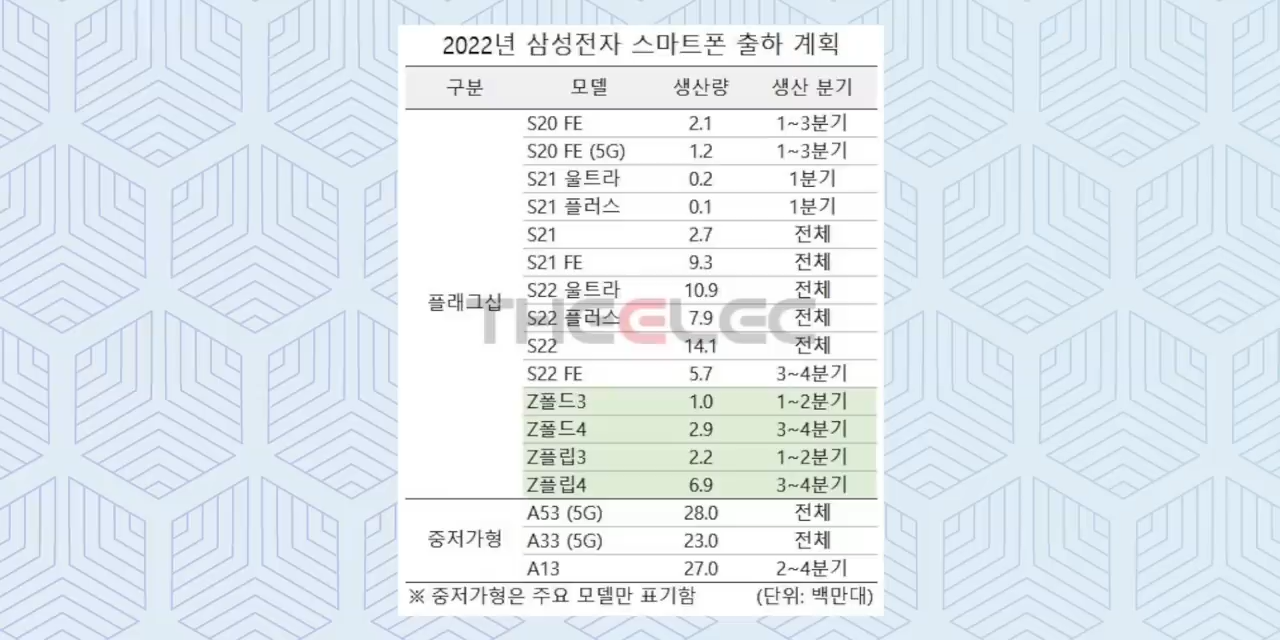 2022년 삼성전자 스마트폰 출하 계획
구분 모델 생산량 생산 분기
S20 FE 2.1 1~3분기
S20 FE (5G) 1.2 1~3분기
S21 울트라 0.2 1분기
S21 플러스 0.1 1분기
S21 2.7 전체
S21 FE 9.3 전체
S22 울트라 10.9 전체
플래그십
THEELEC
S22 플러스 7.9 전체
S22 14.1 전체
S22 FE 5.7 3~4분기
Z폴드3 1.0 1~2분기
Z폴드4 2.9 3~4분기
Z플립3 2.2 1~2분기
Z플립4 6.9 3~4분기
A53 (5G) 28.0 전체
중저가형 A33 (5G) 23.0 전체
A13 27.0 2~4분기
※ 중저가형은 주요 모델만 표기함 (단위: 백만대)